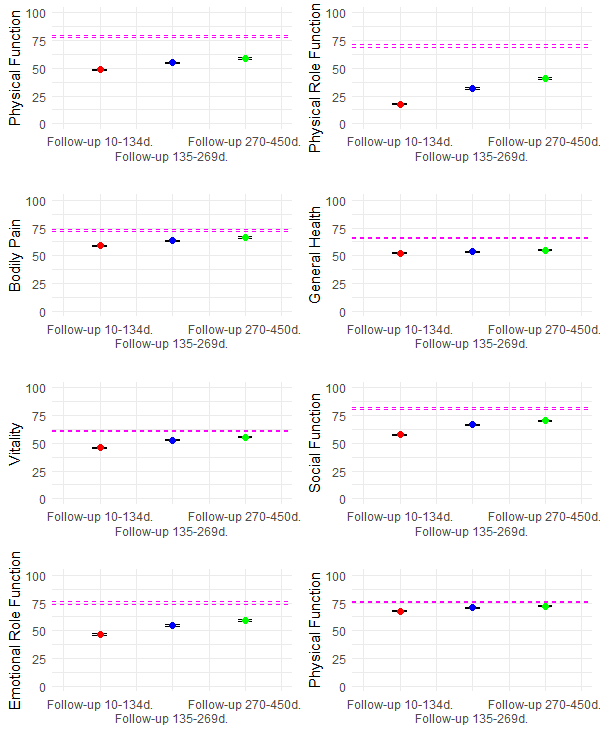 Physical Function
100
75
50
25
0
Follow-up 10-134d.
Follow-up 270-450d.
Follow-up 135-269d.
Physical Role Function
100
75
50
25
0
Follow-up 10-134d.
Follow-up 270-450d.
Follow-up 135-269d.
Bodily Pain
100
75
50
25
0
Follow-up 10-134d.
Follow-up 270-450d.
Follow-up 135-269d.
General Health
100
75
50
25
0
Follow-up 10-134d.
Follow-up 270-450d.
Follow-up 135-269d.
Vitality
100
75
50
25
0
Follow-up 10-134d.
Follow-up 270-450d.
Follow-up 135-269d.
Social Function
100
75
50
25
0
Follow-up 10-134d.
Follow-up 270-450d.
Follow-up 135-269d.
Emotional Role Function
100
75
50
25
0
Follow-up 10-134d.
Follow-up 270-450d.
Follow-up 135-269d.
Physical Function
100
75
50
25
0
Follow-up 10-134d.
Follow-up 270-450d.
Follow-up 135-269d.